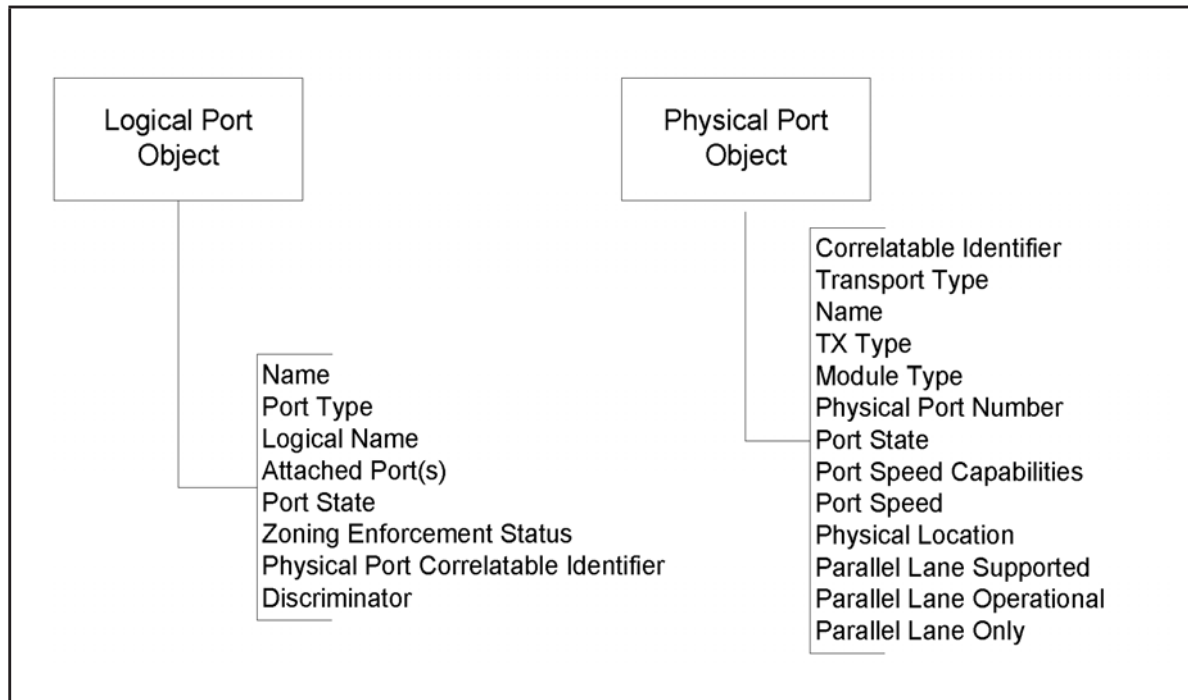 Logical Port
Object
Name
Port Type
Logical Name
Attached Port(s)
Port State
Zoning Enforcement Status
Physical Port Correlatable Identifier
Discriminator
Physical Port
Object
Correlatable Identifier
Transport Type
Name
TX Type
Module Type
Physical Port Number
Port State
Port Speed Capabilities
Port Speed
Physical Location
Parallel Lane Supported
Parallel Lane Operational
Parallel Lane Only